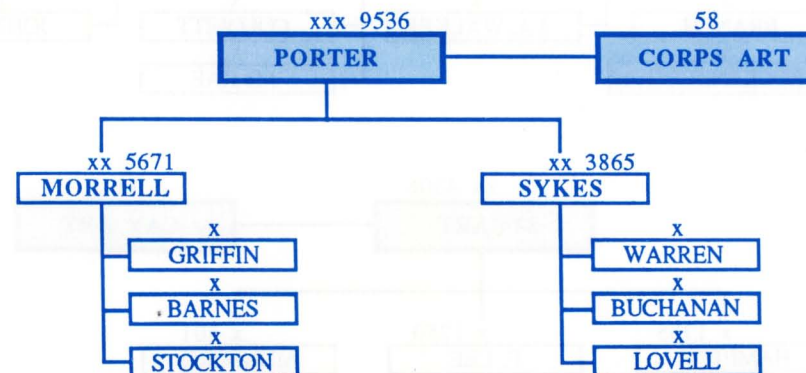 xxx 9536 58
PORTER CORPS ART
xx 5671 xx 3865
MORRELL SYKES
x x
GRIFFIN WARREN
x x
BARNES BUCHANAN
x x
STOCKTON LOVELL